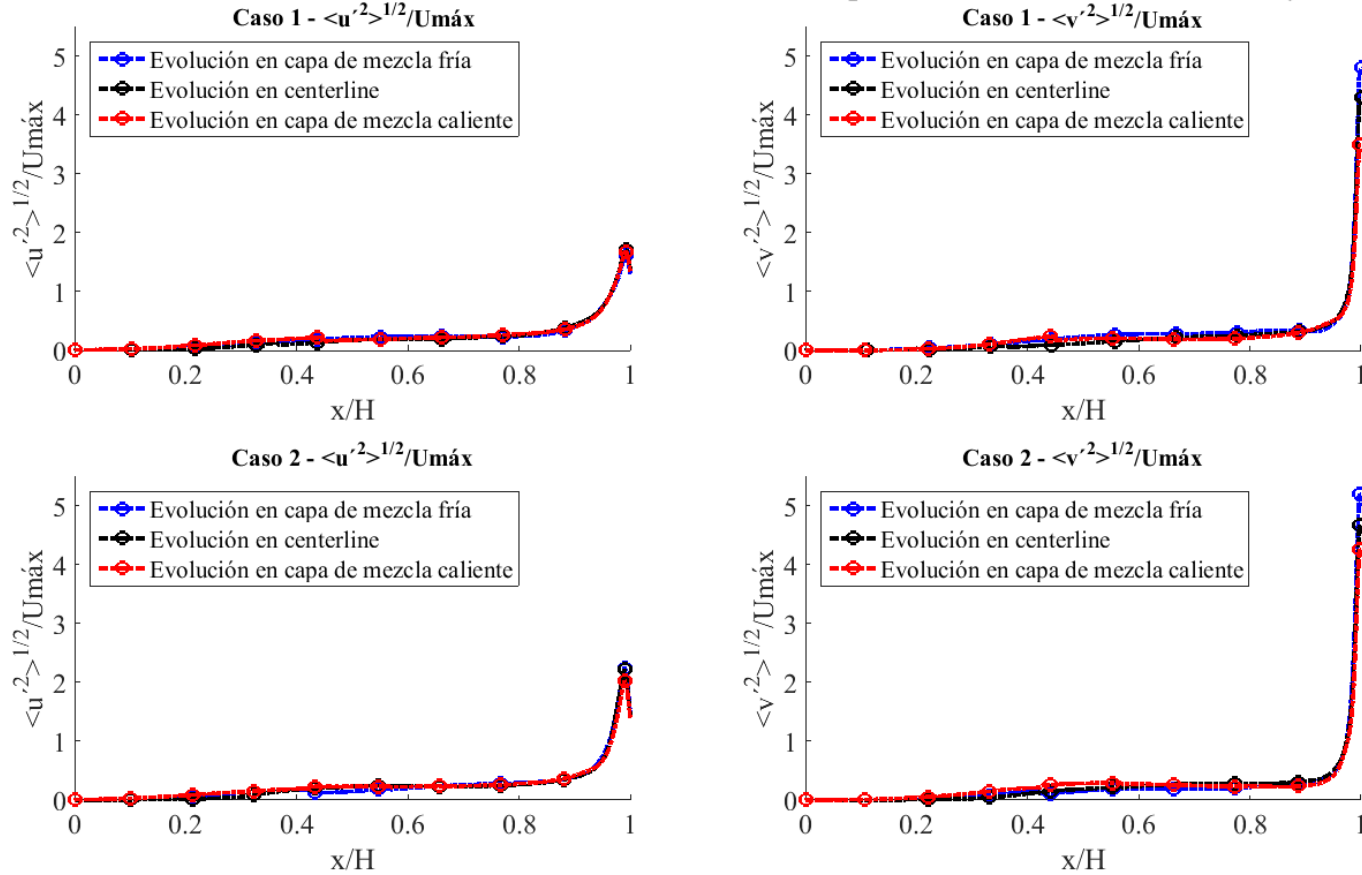 Caso 1 - <u´²>^1/2/Umáx
Evolución en capa de mezcla fría
Evolución en centerline
Evolución en capa de mezcla caliente
<u´²>^1/2/Umáx
5
4
3
2
1
0
0 0.2 0.4 0.6 0.8 1
x/H
Caso 1 - <v´²>^1/2/Umáx
Evolución en capa de mezcla fría
Evolución en centerline
Evolución en capa de mezcla caliente
<v´²>^1/2/Umáx
5
4
3
2
1
0
0 0.2 0.4 0.6 0.8 1
x/H
Caso 2 - <u´²>^1/2/Umáx
Evolución en capa de mezcla fría
Evolución en centerline
Evolución en capa de mezcla caliente
<u´²>^1/2/Umáx
5
4
3
2
1
0
0 0.2 0.4 0.6 0.8 1
x/H
Caso 2 - <v´²>^1/2/Umáx
Evolución en capa de mezcla fría
Evolución en centerline
Evolución en capa de mezcla caliente
<v´²>^1/2/Umáx
5
4
3
2
1
0
0 0.2 0.4 0.6 0.8 1
x/H